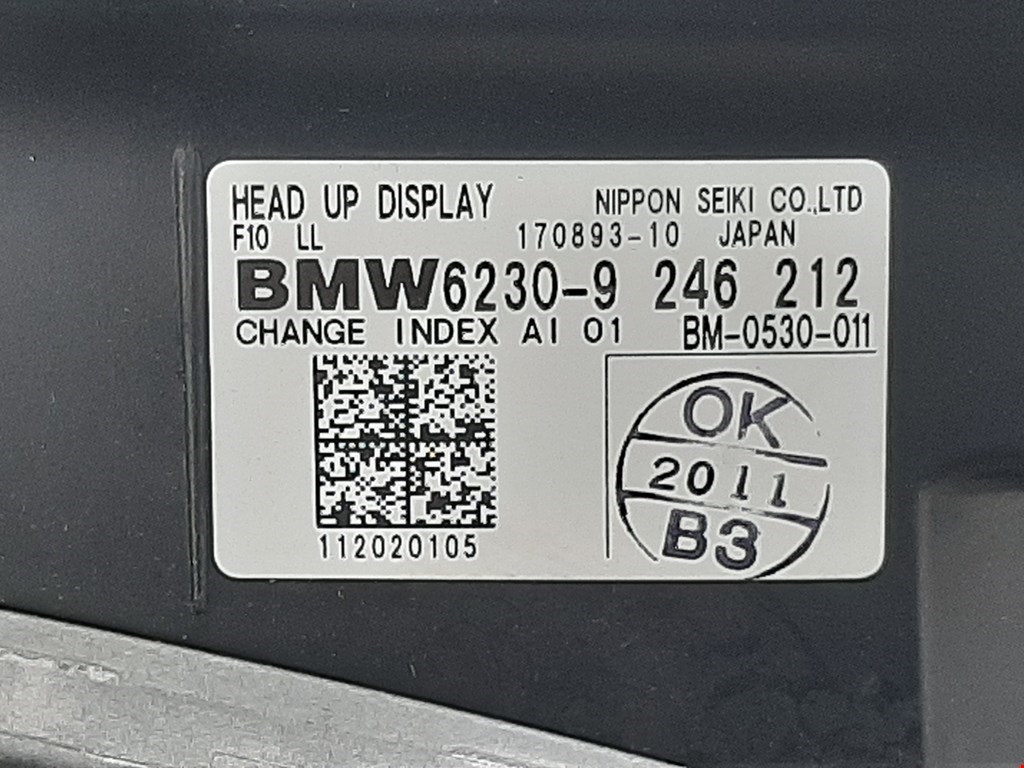 HEAD UP DISPLAY NIPPON SEIKI CO.,LTD
F10 LL 170893-10 JAPAN
BMW6230-9 246 212
CHANGE INDEX AI 01 BM-0530-011
112020105
OK
2011
B3